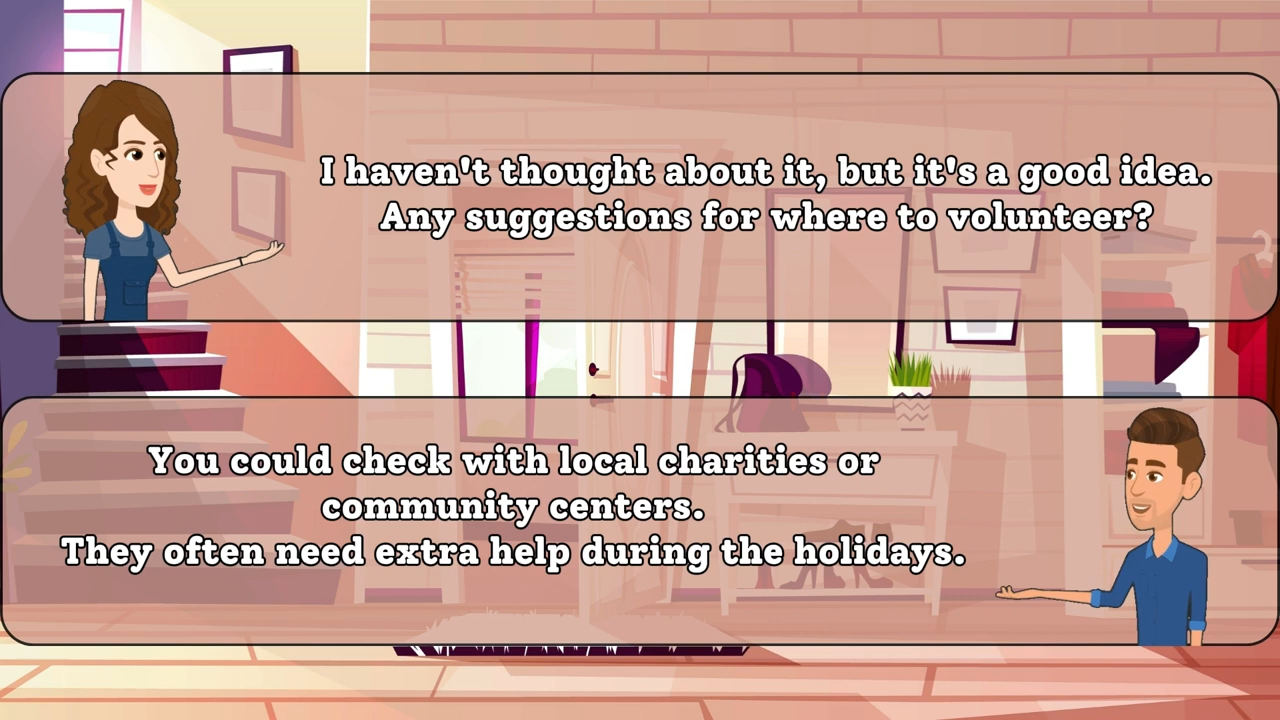 I haven't thought about it, but it's a good idea.
Any suggestions for where to volunteer?
You could check with local charities or
community centers.
They often need extra help during the holidays.